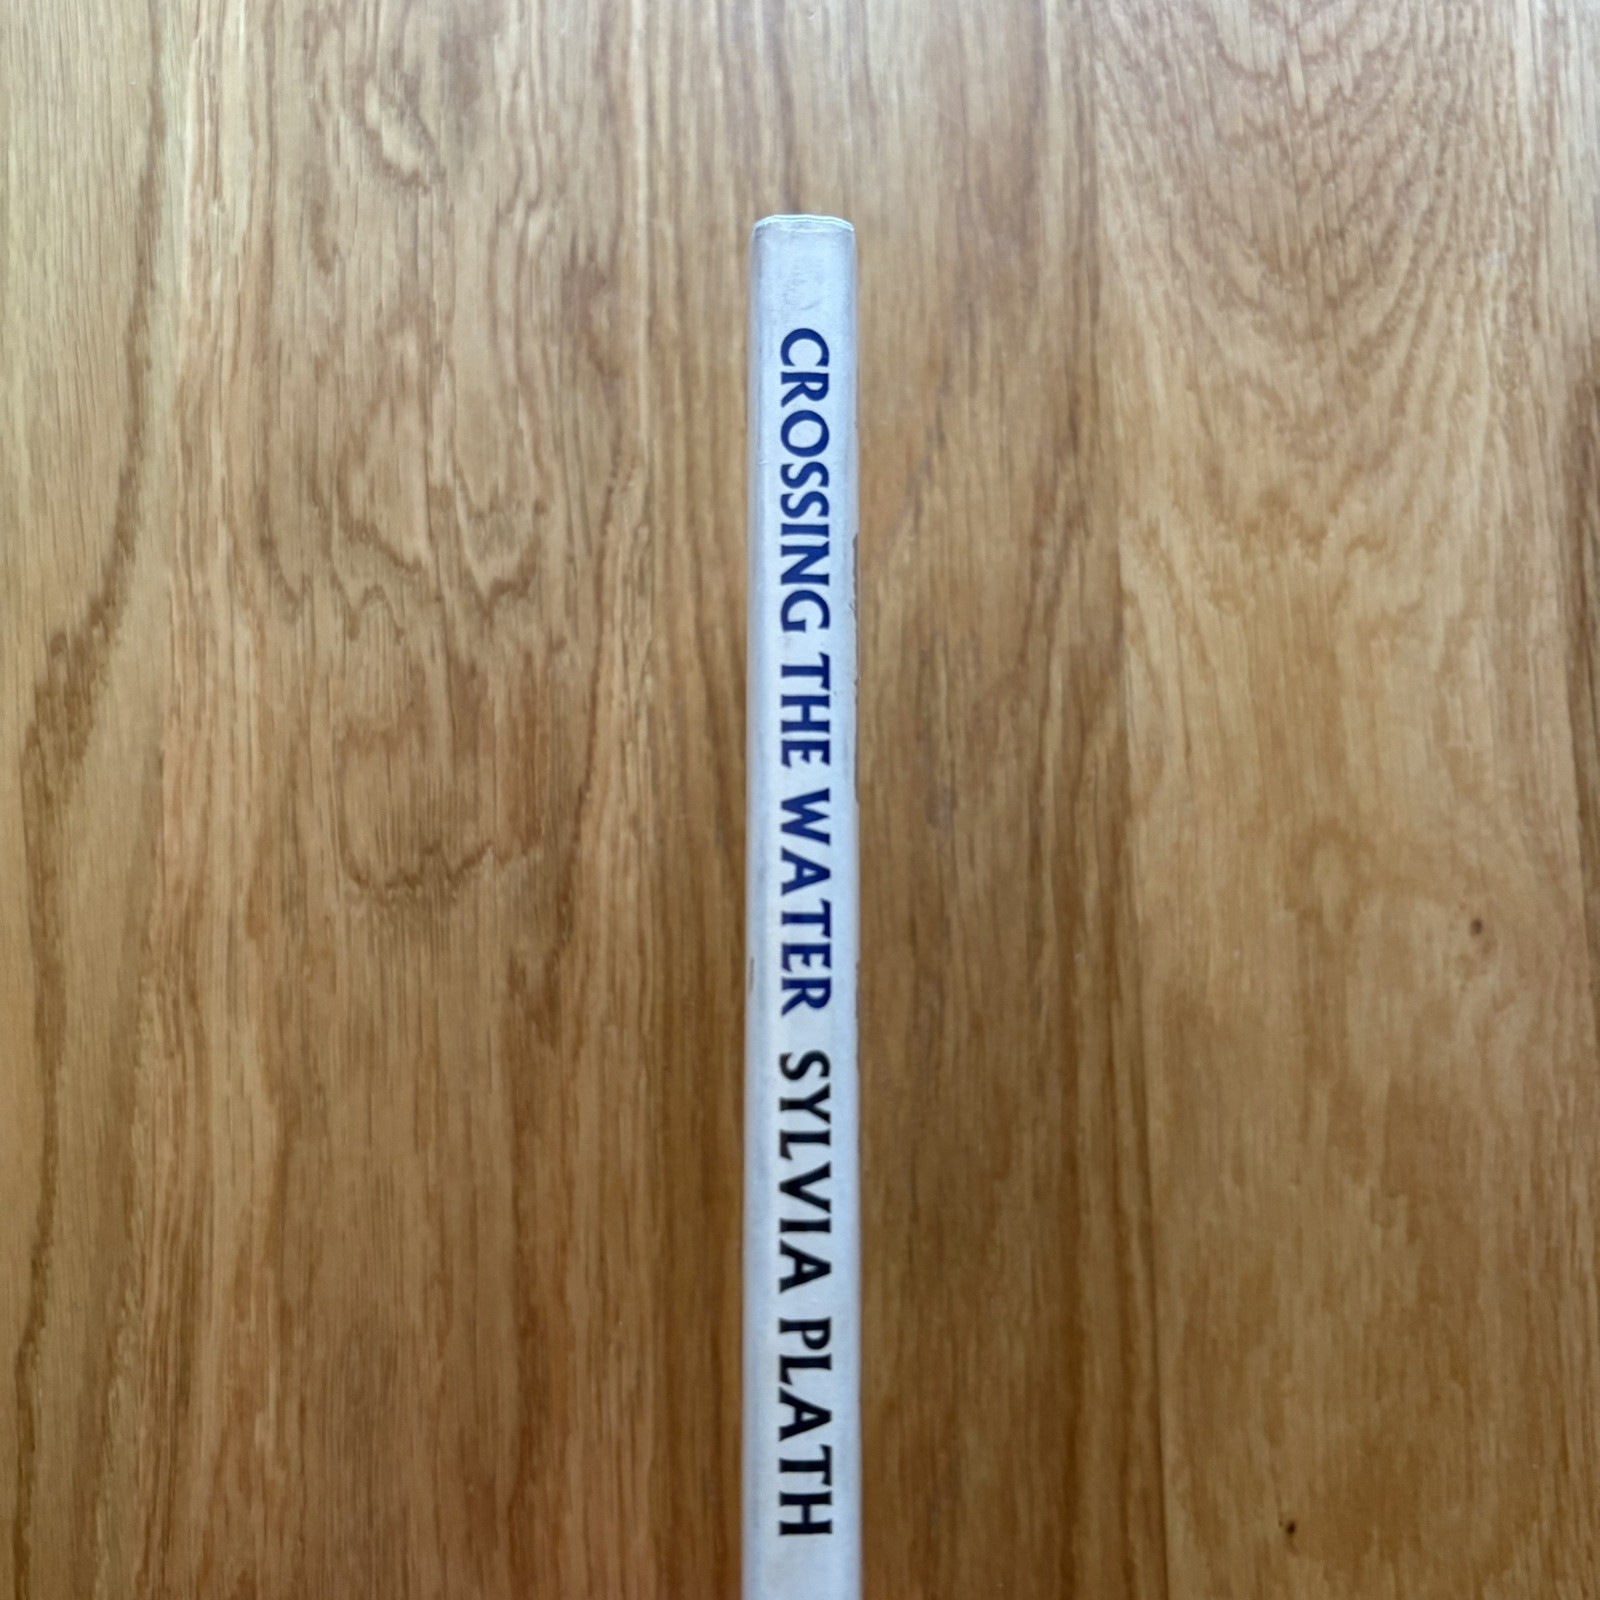 CROSSING THE WATER SYLVIA PLATH